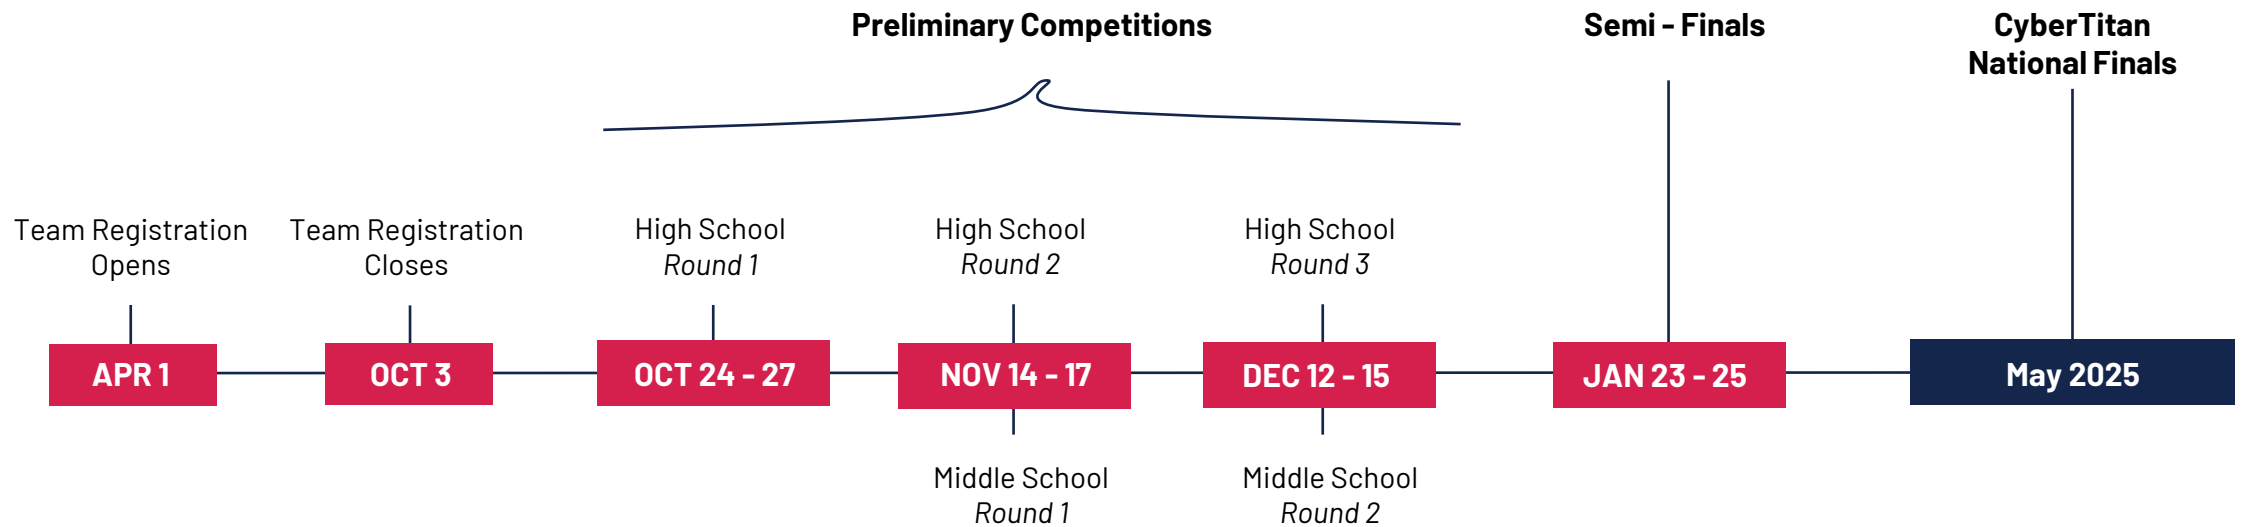 Preliminary Competitions
Semi - Finals
CyberTitan
National Finals
Team Registration
Opens
Team Registration
Closes
High School
Round 1
High School
Round 2
High School
Round 3
APR 1
OCT 3
OCT 24 - 27
NOV 14 - 17
DEC 12 - 15
JAN 23 - 25
May 2025
Middle School
Round 1
Middle School
Round 2